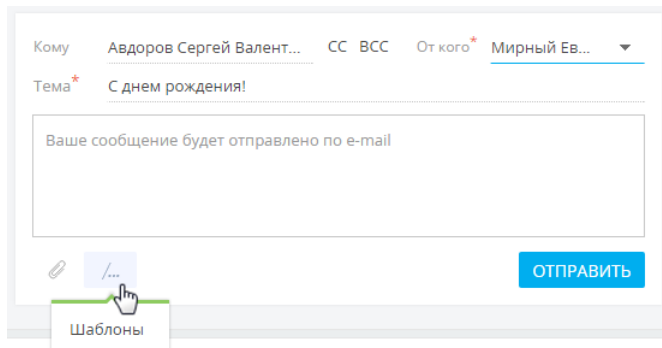 Кому Авдоров Сергей Валент... CC BCC От кого* Мирный Ев...
Тема* С днем рождения!
Ваше сообщение будет отправлено по e-mail
/... ОТПРАВИТЬ
Шаблоны